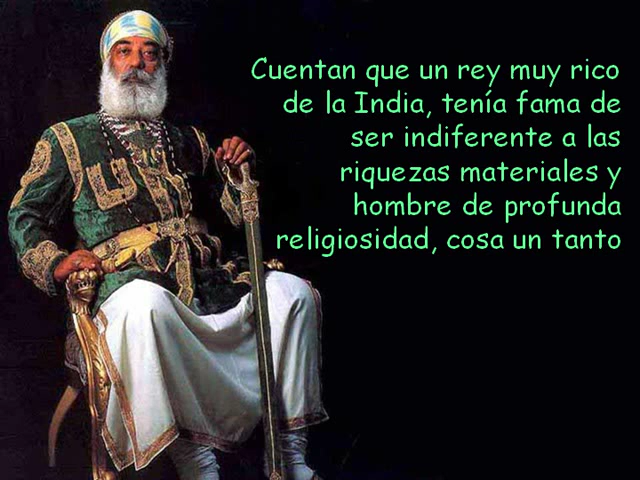 Cuentan que un rey muy rico
de la India, tenía fama de
ser indiferente a las
riquezas materiales y
hombre de profunda
religiosidad, cosa un tanto